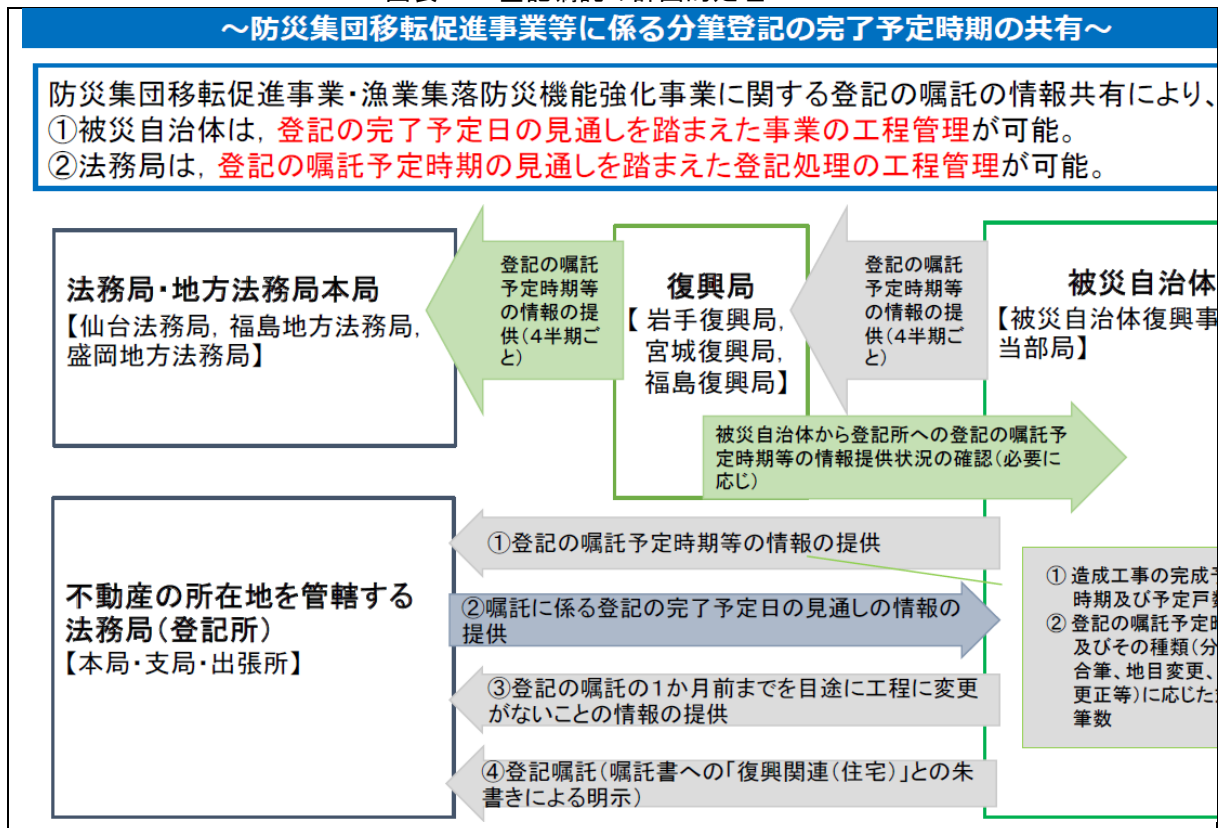 ~防災集団移転促進事業等に係る分筆登記の完了予定時期の共有~
防災集団移転促進事業・漁業集落防災機能強化事業に関する登記の嘱託の情報共有により、
①被災自治体は，登記の完了予定日の見通しを踏まえた事業の工程管理が可能。
②法務局は，登記の嘱託予定時期の見通しを踏まえた登記処理の工程管理が可能。
法務局・地方法務局本局
【仙台法務局，福島地方法務局，
盛岡地方法務局】
登記の嘱託
予定時期等
の情報の提
供（4半期ご
と）
復興局
【岩手復興局，
宮城復興局，
福島復興局】
登記の嘱託
予定時期等
の情報の提
供（4半期ご
と）
被災自治体
【被災自治体復興事
当部局】
被災自治体から登記所への登記の嘱託予
定時期等の情報提供状況の確認（必要に
応じ）
不動産の所在地を管轄する
法務局（登記所）
【本局・支局・出張所】
①登記の嘱託予定時期等の情報の提供
②嘱託に係る登記の完了予定日の見通しの情報の
提供
③登記の嘱託の１か月前までを目途に工程に変更
がないことの情報の提供
④登記嘱託（嘱託書への「復興関連（住宅）」との朱
書きによる明示）
① 造成工事の完成
時期及び予定戸
② 登記の嘱託予定
及びその種類（分
合筆、地目変更、
更正等）に応じた
筆数